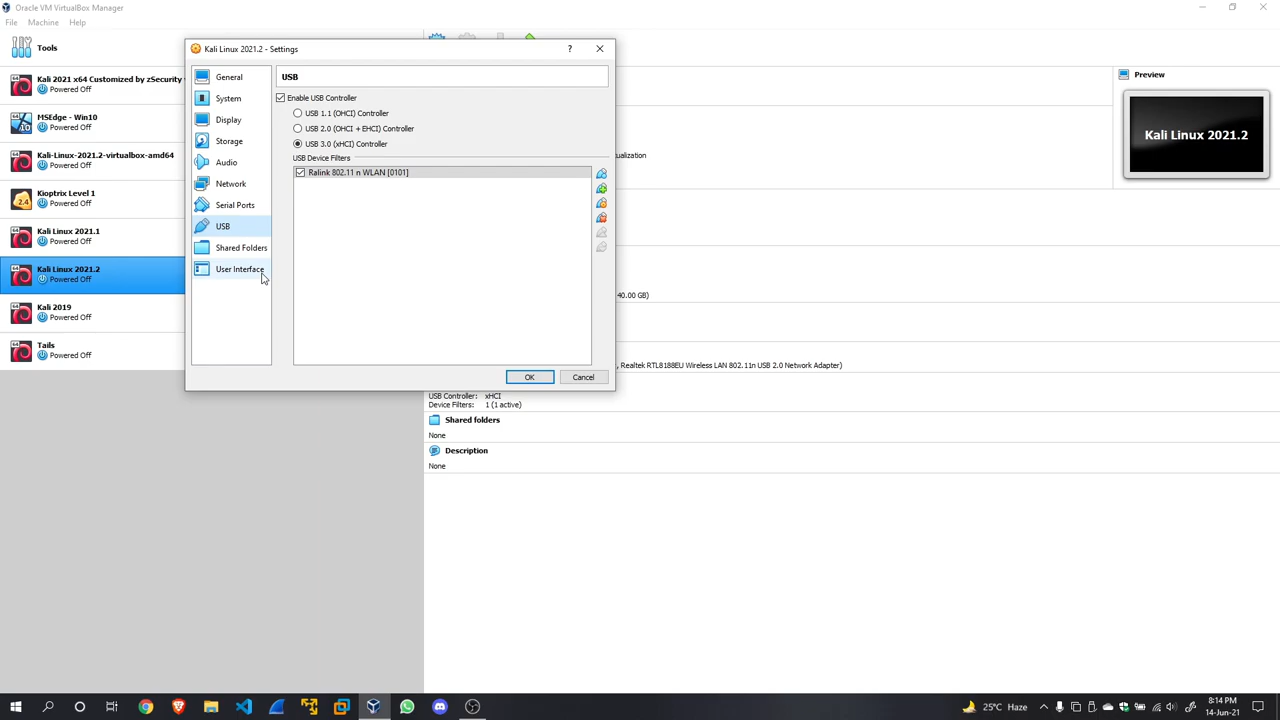 Oracle VM VirtualBox Manager
File Machine Help
Tools
Kali 2021 x64 Customized by zSecurity
Powered Off
MSEdge - Win10
Powered Off
Kali-Linux-2021.2-virtualbox-amd64
Powered Off
Kioptrix Level 1
Powered Off
Kali Linux 2021.1
Powered Off
Kali Linux 2021.2
Powered Off
Kali 2019
Powered Off
Tails
Powered Off
Kali Linux 2021.2 - Settings
?
General
System
Display
Storage
Audio
Network
Serial Ports
USB
Shared Folders
User Interface
USB
Enable USB Controller
USB 1.1 (OHCI) Controller
USB 2.0 (OHCI + EHCI) Controller
USB 3.0 (xHCI) Controller
USB Device Filters
Ralink 802.11 n WLAN [0101]
OK Cancel
Preview
Kali Linux 2021.2
ualization
40.00 GB)
, Realtek RTL8188EU Wireless LAN 802.11n USB 2.0 Network Adapter)
USB Controller: xHCI
Device Filters: 1 (1 active)
Shared folders
None
Description
None
25°C Haze
8:14 PM
14-Jun-21